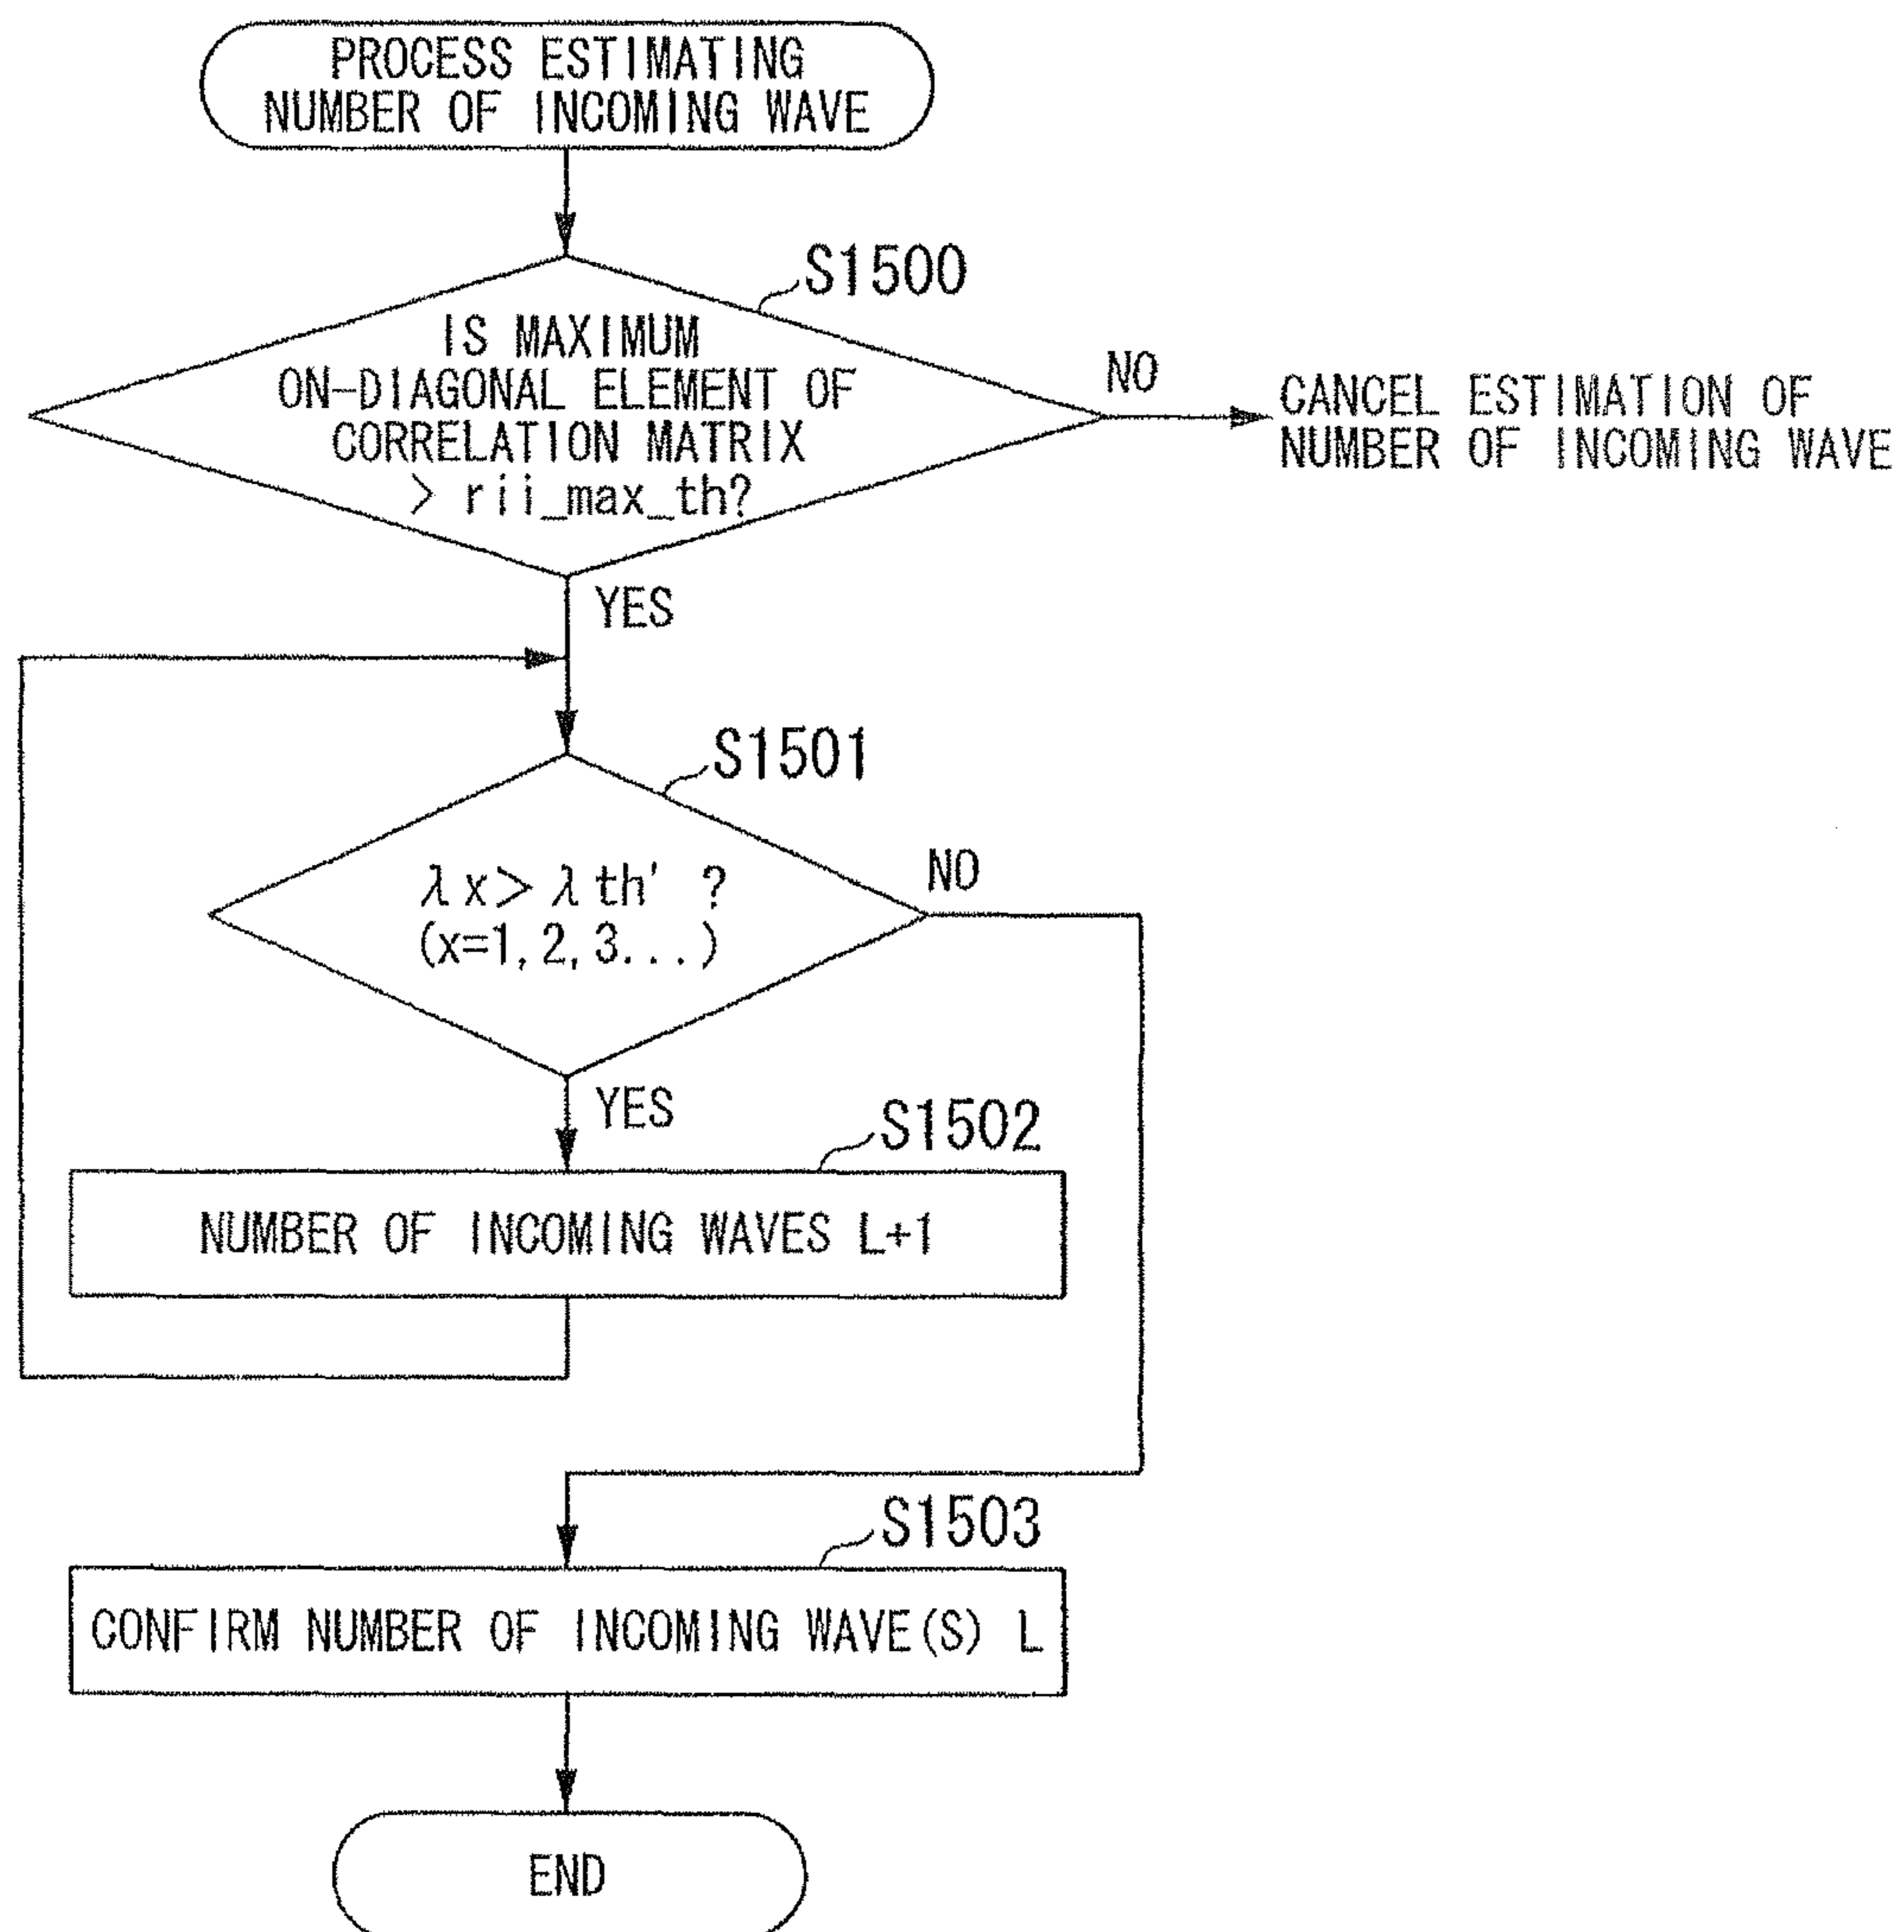 PROCESS ESTIMATING
NUMBER OF INCOMING WAVE
S1500
IS MAXIMUM
ON-DIAGONAL ELEMENT OF
CORRELATION MATRIX
> rii_max_th?
NO
CANCEL ESTIMATION OF
NUMBER OF INCOMING WAVE
YES
S1501
λx> λth' ?
(x=1, 2, 3...)
NO
YES
S1502
NUMBER OF INCOMING WAVES L+1
S1503
CONFIRM NUMBER OF INCOMING WAVE(S) L
END